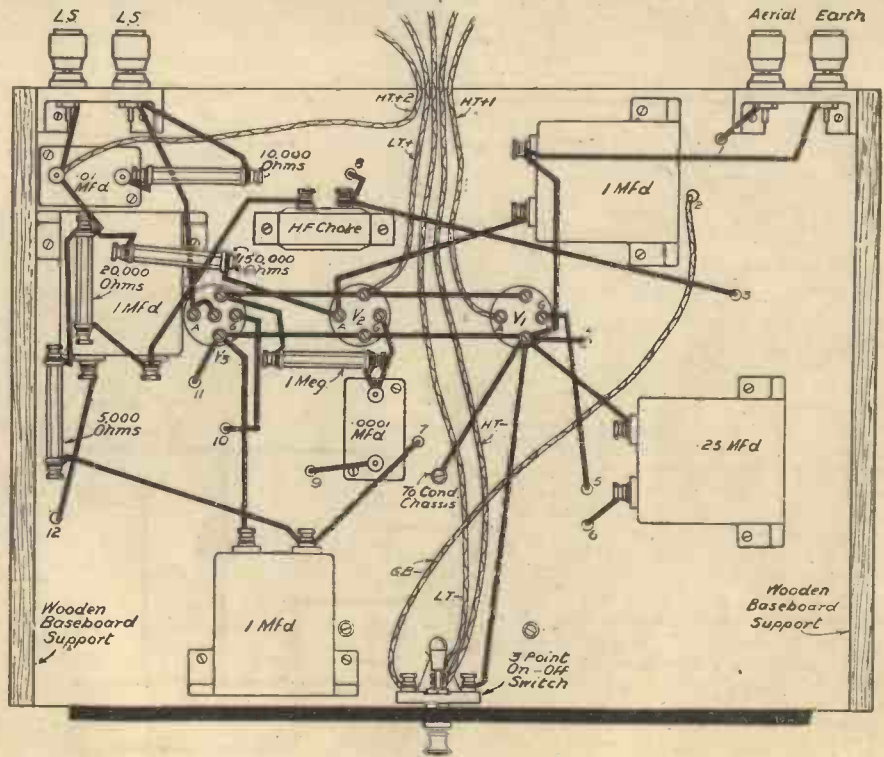 L.S. L.S. Aerial Earth
HT+2
HT+1
LT+
.01
Mfd
10,000
Ohms
8
1 Mfd
2
HF Choke
150,000
Ohms
20,000
Ohms
1 Mfd
3
A G
V3
A V2 G
A V1 G
4
11
1 Meg
.0001
Mfd
5,000
Ohms
10
7
HT-
.25 Mfd
9
To Cond.
Chassis
5
6
12
GB-
LT-
Wooden
Baseboard
Support
1 Mfd
3 Point
On-Off
Switch
Wooden
Baseboard
Support